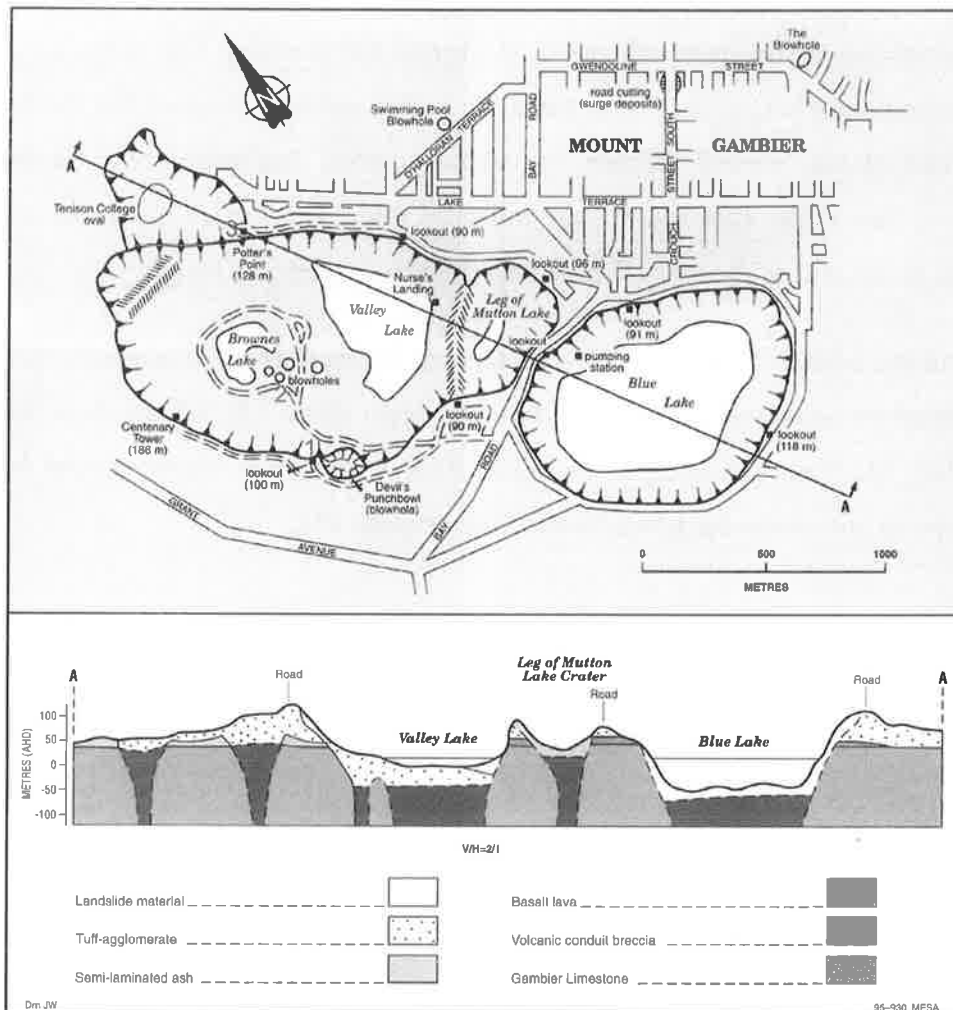 The
Blowhole
GWENDOLINE STREET
road cutting
(surge deposits)
Swimming Pool
Blowhole
O'HALLORAN TERRACE
BAY ROAD
MOUNT GAMBIER
CROUCH STREET SOUTH
N
A
Tenison College
oval
LAKE TERRACE
lookout (90 m)
Potter's
Point
(128 m)
lookout (96 m)
Nurse's
Landing
Valley
Lake
Leg of
Mutton Lake
lookout
lookout
(91 m)
pumping
station
Brownes
Lake
blowholes
Blue
Lake
Centenary
Tower
(186 m)
lookout
(90 m)
lookout
(118 m)
lookout
(100 m)
Devil's
Punchbowl
(blowhole)
A
GRANT AVENUE
BAY ROAD
0 500 1000
METRES
Leg of Mutton
Lake Crater
A
Road
Road
Road
A
METRES (AHD)
100
50
0
-50
-100
Valley Lake
Blue Lake
V/H=2/1
Landslide material
Basalt lava
Tuff-agglomerate
Volcanic conduit breccia
Semi-laminated ash
Gambier Limestone
Drn JW
95-930 MESA